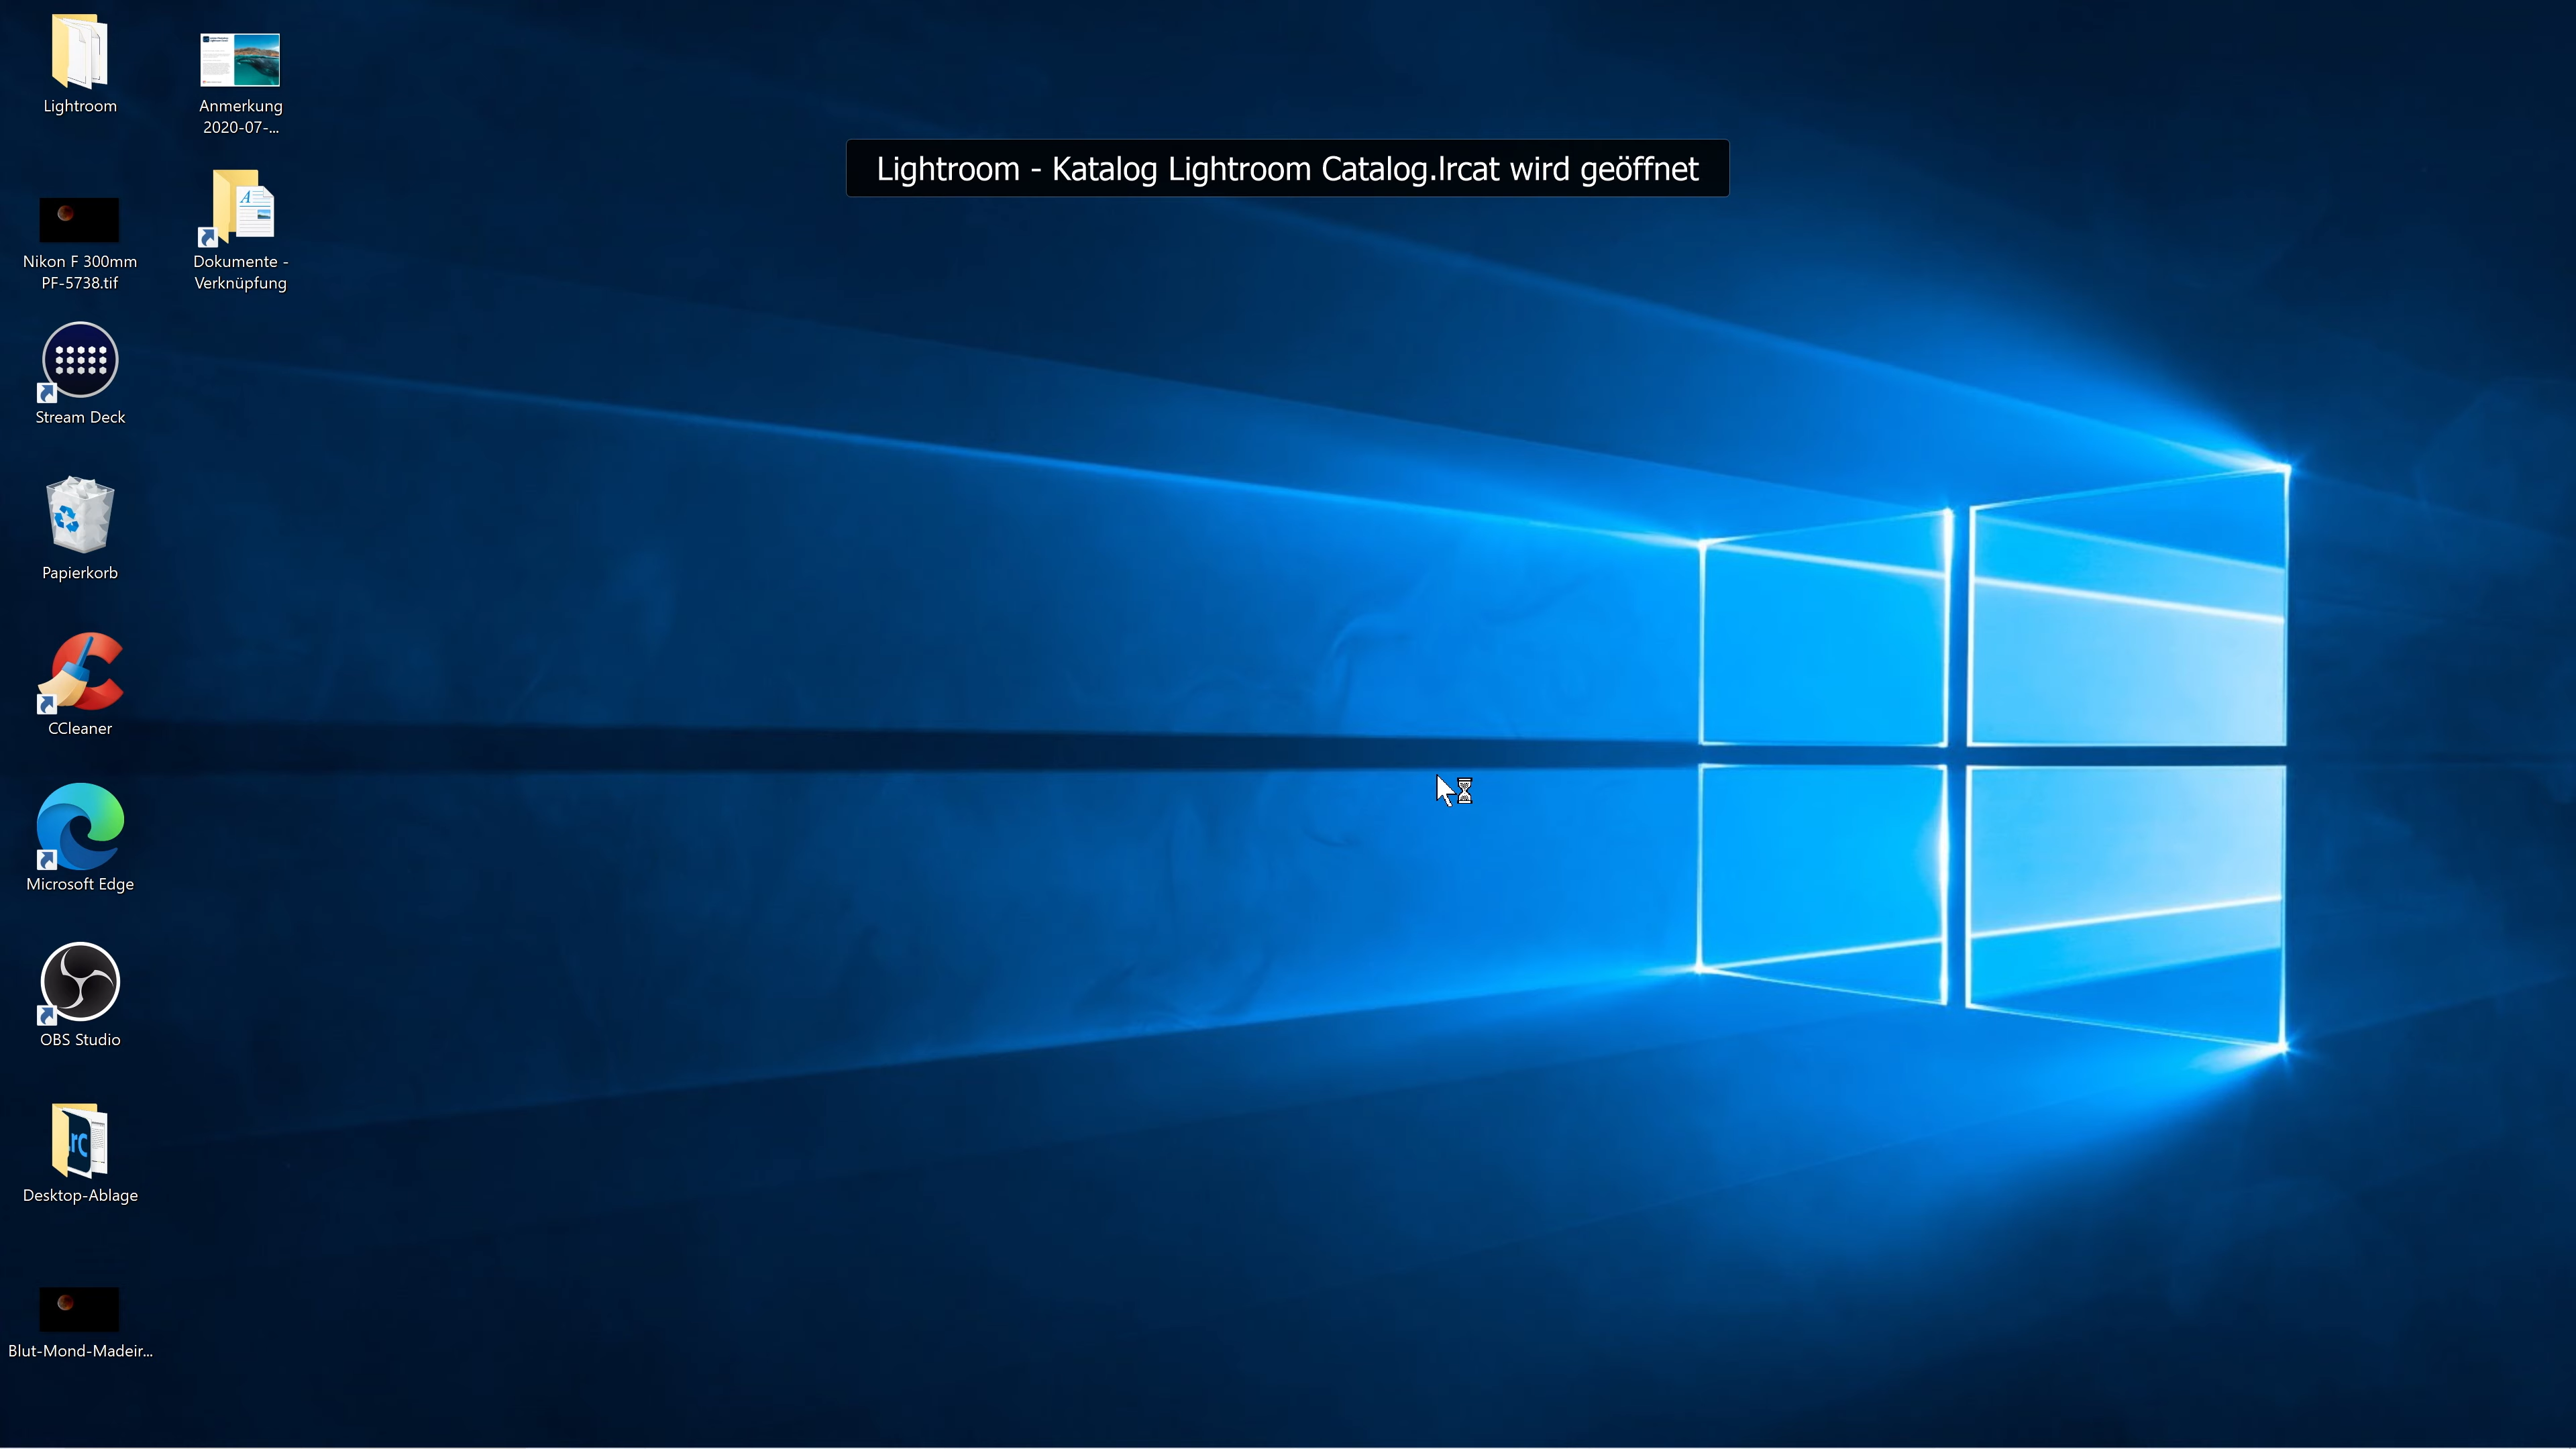 Lightroom
Anmerkung
2020-07-...
Lightroom - Katalog Lightroom Catalog.lrcat wird geöffnet
Nikon F 300mm
PF-5738.tif
Dokumente -
Verknüpfung
Stream Deck
Papierkorb
CCleaner
Microsoft Edge
OBS Studio
rc
Desktop-Ablage
Blut-Mond-Madeir...